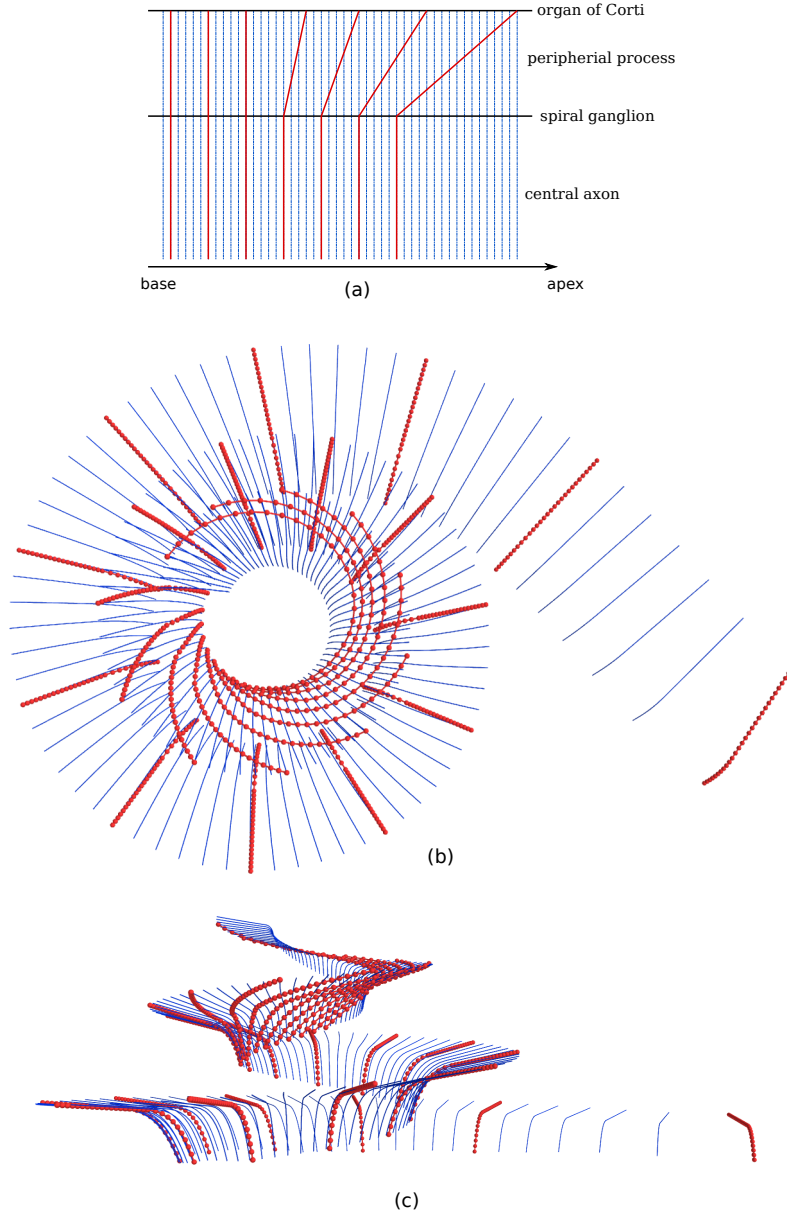 organ of Corti
peripherial process
spiral ganglion
central axon
base
apex
(a)
(b)
(c)